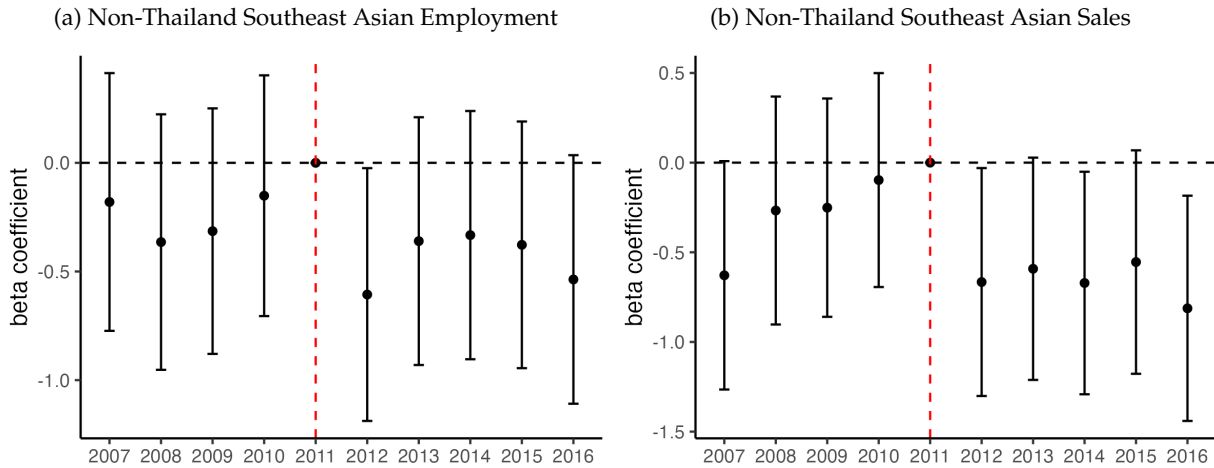 (a) Non-Thailand Southeast Asian Employment
(b) Non-Thailand Southeast Asian Sales
beta coefficient
0.0
-0.5
-1.0
2007 2008 2009 2010 2011 2012 2013 2014 2015 2016
beta coefficient
0.5
0.0
-0.5
-1.0
-1.5
2007 2008 2009 2010 2011 2012 2013 2014 2015 2016